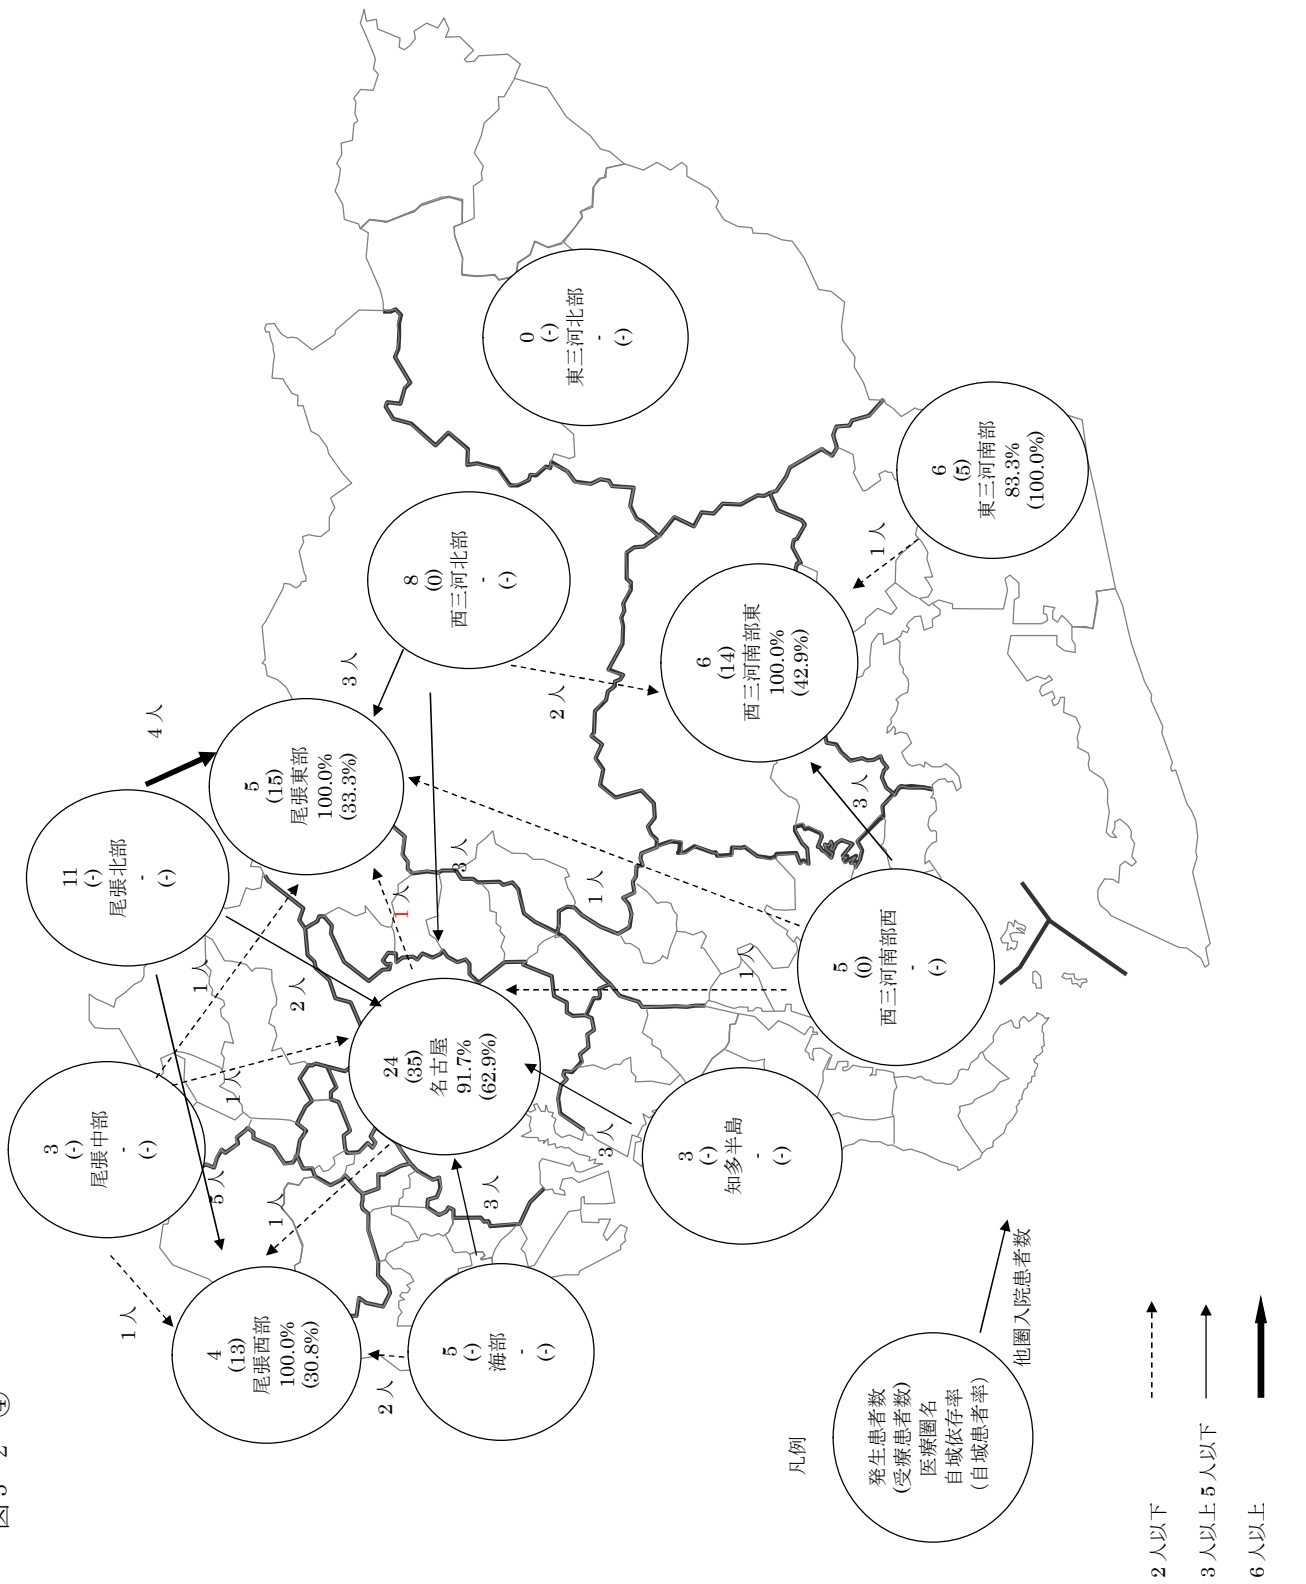 図3-2-④
11
(-)
尾張北部
-
(-)
4人
3
(-)
尾張中部
-
(-)
5
(15)
尾張東部
100.0%
(33.3%)
3人
8
(0)
西三河北部
-
(-)
0
(-)
東三河北部
-
(-)
1人
2人
1人
5人
1人
1人
4
(13)
尾張西部
100.0%
(30.8%)
2人
5
(-)
海部
-
(-)
3人
24
(35)
名古屋
91.7%
(62.9%)
1人
3人
2人
1人
6
(14)
西三河南部東
100.0%
(42.9%)
1人
6
(5)
東三河南部
83.3%
(100.0%)
3人
3
(-)
知多半島
-
(-)
1人
5
(0)
西三河南部西
-
(-)
3人
凡例
発生患者数
(受療患者数)
医療圏名
自域依存率
(自域患者率)
他圏入院患者数
2人以下
3人以上5人以下
6人以上